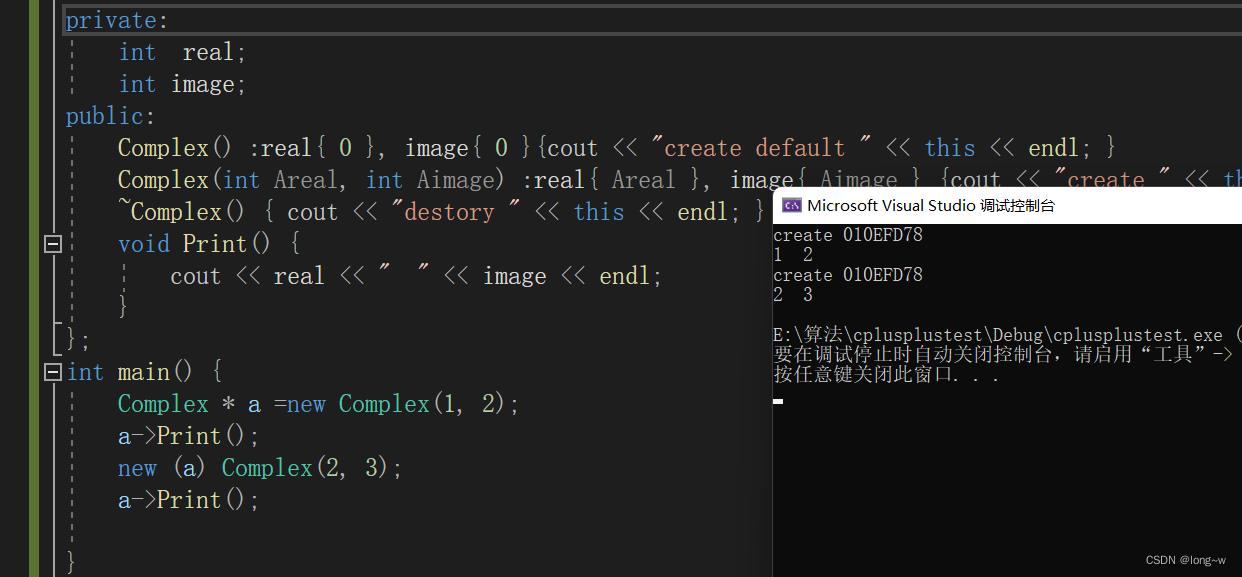 private:
int  real;
int image;
public:
Complex() :real{ 0 }, image{ 0 }{cout << "create default " << this << endl; }
Complex(int Areal, int Aimage) :real{ Areal }, image{ Aimage } {cout << "create " << th
~Complex() { cout << "destory " << this << endl; }
void Print() {
cout << real << "  " << image << endl;
}
};
int main() {
Complex * a =new Complex(1, 2);
a->Print();
new (a) Complex(2, 3);
a->Print();
}
Microsoft Visual Studio 调试控制台
create 010EFD78
1  2
create 010EFD78
2  3
E:\算法\cplusplustest\Debug\cplusplustest.exe (
要在调试停止时自动关闭控制台，请启用“工具”->
按任意键关闭此窗口. . .
CSDN @long~w